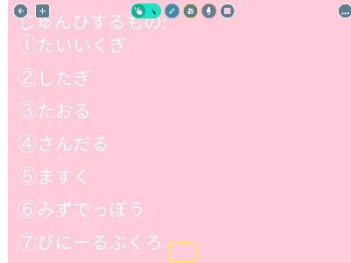 じゅんびするもの:
①たいいくぎ
②したぎ
③たおる
④さんだる
⑤ますく
⑥みずでっぽう
⑦びにーるぶくろ